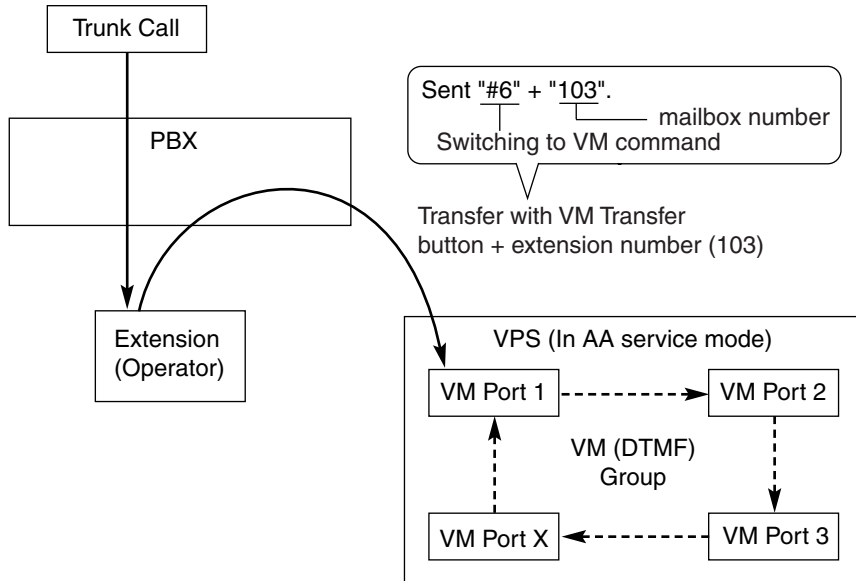 Trunk Call
PBX
Sent "#6" + "103".
mailbox number
Switching to VM command
Transfer with VM Transfer
button + extension number (103)
Extension
(Operator)
VPS (In AA service mode)
VM Port 1
VM Port 2
VM (DTMF)
Group
VM Port X
VM Port 3